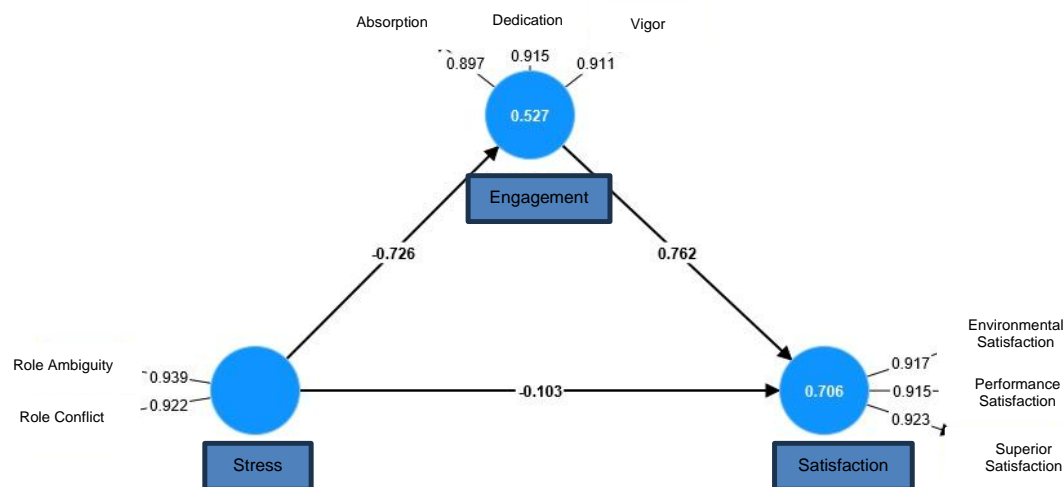 Absorption
Dedication
Vigor
0.897
0.915
0.911
0.527
Engagement
-0.726
0.762
Role Ambiguity
0.939
Role Conflict
0.922
Stress
-0.103
0.706
Satisfaction
0.917
0.915
0.923
Environmental
Satisfaction
Performance
Satisfaction
Superior
Satisfaction